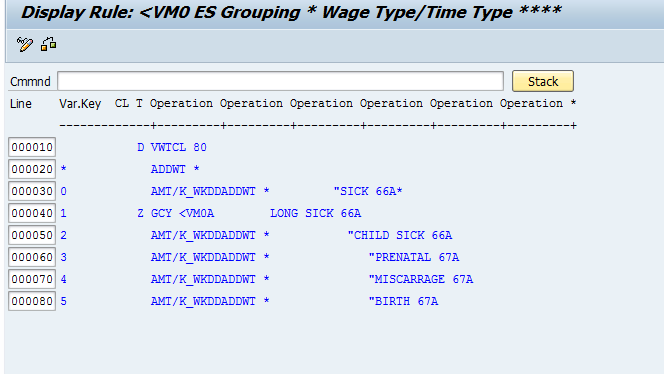 Display Rule: <VM0 ES Grouping * Wage Type/Time Type ****
Cmmnd Stack
Line Var.Key CL T Operation Operation Operation Operation Operation Operation *
--------------+---------+---------+---------+---------+---------+---------+
000010 D VWTCL 80
000020 * ADDWT *
000030 0 AMT/K_WKDDADDWT * "SICK 66A*
000040 1 Z GCY <VM0A LONG SICK 66A
000050 2 AMT/K_WKDDADDWT * "CHILD SICK 66A
000060 3 AMT/K_WKDDADDWT * "PRENATAL 67A
000070 4 AMT/K_WKDDADDWT * "MISCARRAGE 67A
000080 5 AMT/K_WKDDADDWT * "BIRTH 67A